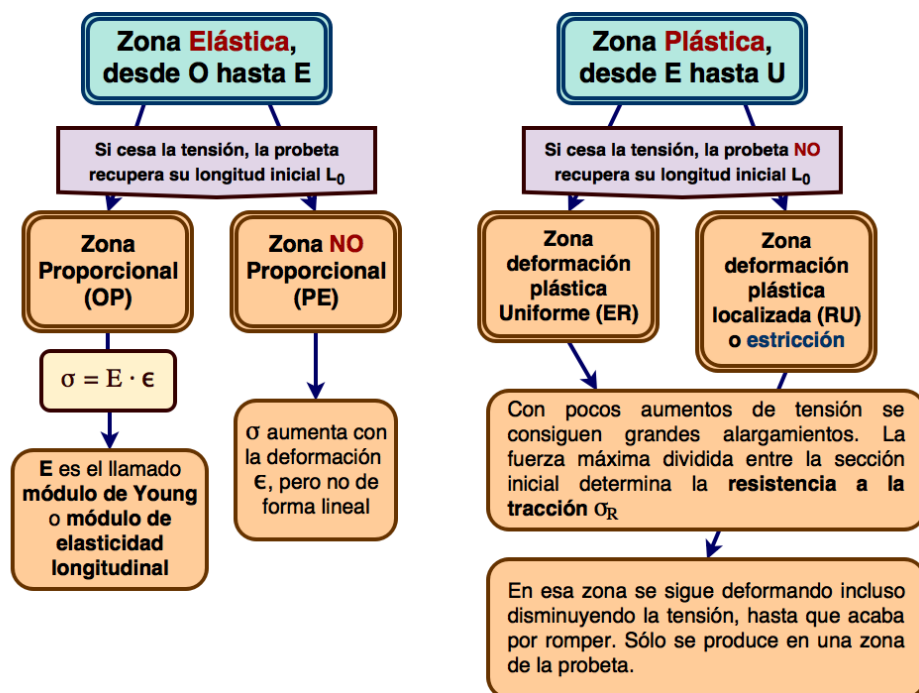 Zona Elástica,
desde O hasta E
Si cesa la tensión, la probeta
recupera su longitud inicial L₀
Zona
Proporcional
(OP)
Zona NO
Proporcional
(PE)
σ = E · ϵ
σ aumenta con
la deformación
ϵ, pero no de
forma lineal
E es el llamado
módulo de Young
o módulo de
elasticidad
longitudinal
Zona Plástica,
desde E hasta U
Si cesa la tensión, la probeta NO
recupera su longitud inicial L₀
Zona
deformación
plástica
Uniforme (ER)
Zona
deformación
plástica
localizada (RU)
o estricción
Con pocos aumentos de tensión se
consiguen grandes alargamientos. La
fuerza máxima dividida entre la sección
inicial determina la resistencia a la
tracción σR
En esa zona se sigue deformando incluso
disminuyendo la tensión, hasta que acaba
por romper. Sólo se produce en una zona
de la probeta.